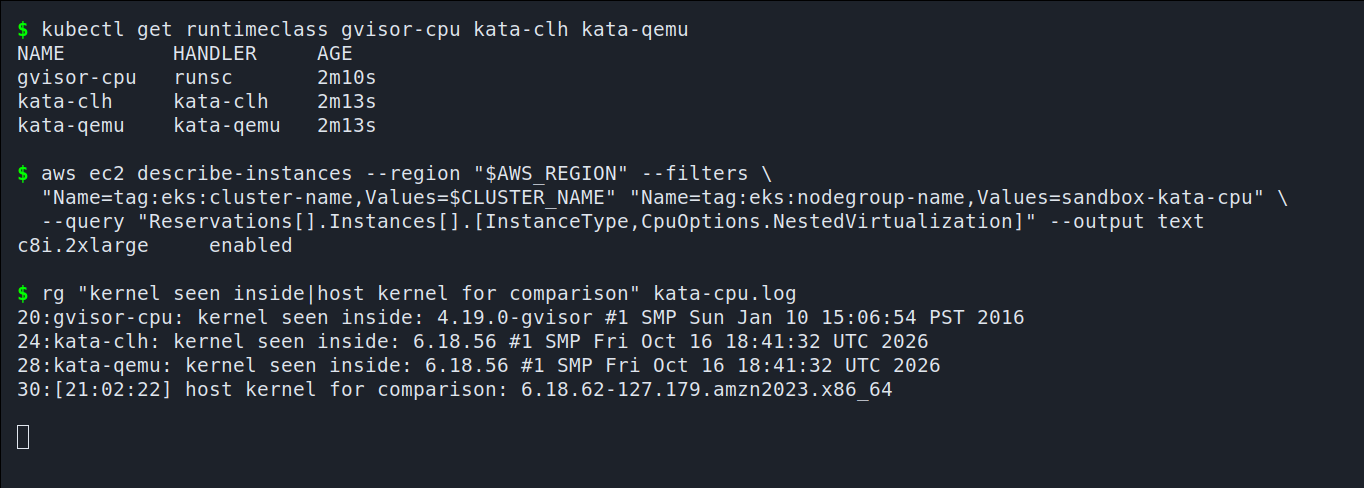 $ kubectl get runtimeclass gvisor-cpu kata-clh kata-qemu
NAME         HANDLER     AGE
gvisor-cpu   runsc       2m10s
kata-clh     kata-clh    2m13s
kata-qemu    kata-qemu   2m13s
$ aws ec2 describe-instances --region "$AWS_REGION" --filters \
  "Name=tag:eks:cluster-name,Values=$CLUSTER_NAME" "Name=tag:eks:nodegroup-name,Values=sandbox-kata-cpu" \
  --query "Reservations[].Instances[].[InstanceType,CpuOptions.NestedVirtualization]" --output text
c8i.2xlarge     enabled
$ rg "kernel seen inside|host kernel for comparison" kata-cpu.log
20:gvisor-cpu: kernel seen inside: 4.19.0-gvisor #1 SMP Sun Jan 10 15:06:54 PST 2016
24:kata-clh: kernel seen inside: 6.18.56 #1 SMP Fri Oct 16 18:41:32 UTC 2026
28:kata-qemu: kernel seen inside: 6.18.56 #1 SMP Fri Oct 16 18:41:32 UTC 2026
30:[21:02:22] host kernel for comparison: 6.18.62-127.179.amzn2023.x86_64